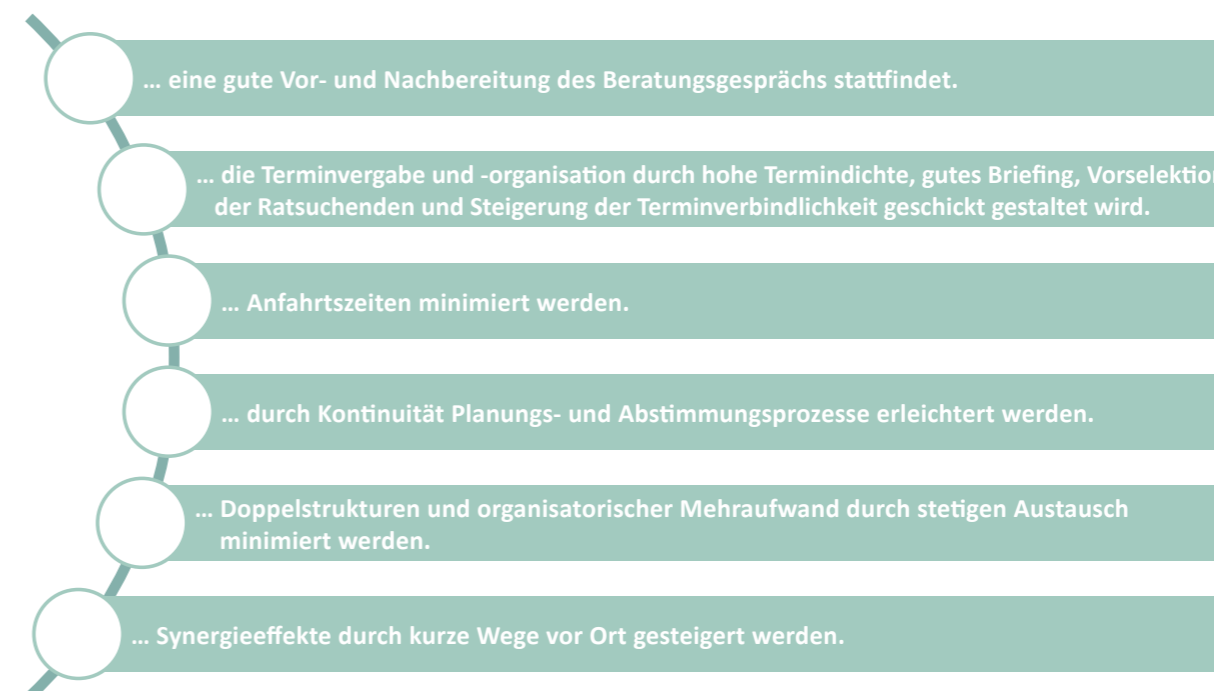 ... eine gute Vor- und Nachbereitung des Beratungsgesprächs stattfindet.
... die Terminvergabe und -organisation durch hohe Termindichte, gutes Briefing, Vorselektion
der Ratsuchenden und Steigerung der Terminverbindlichkeit geschickt gestaltet wird.
... Anfahrtszeiten minimiert werden.
... durch Kontinuität Planungs- und Abstimmungsprozesse erleichtert werden.
... Doppelstrukturen und organisatorischer Mehraufwand durch stetigen Austausch
minimiert werden.
... Synergieeffekte durch kurze Wege vor Ort gesteigert werden.